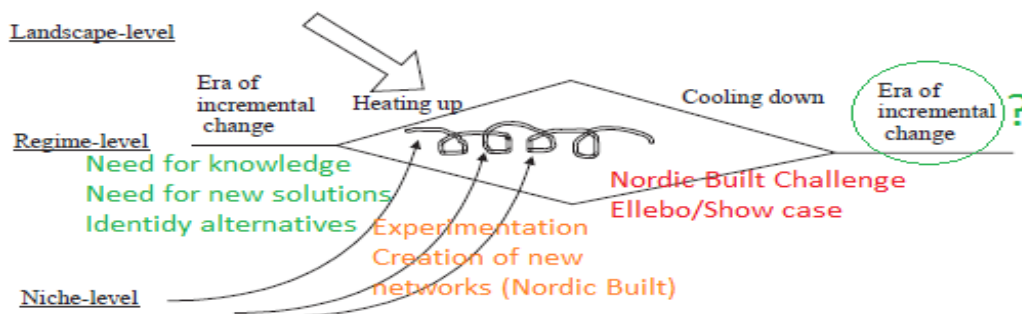 Landscape-level
Era of
incremental
change
Heating up
Cooling down
Era of
incremental
change
?
Regime-level
Need for knowledge
Need for new solutions
Identidy alternatives
Nordic Built Challenge
Ellebo/Show case
Experimentation
Creation of new
networks (Nordic Built)
Niche-level